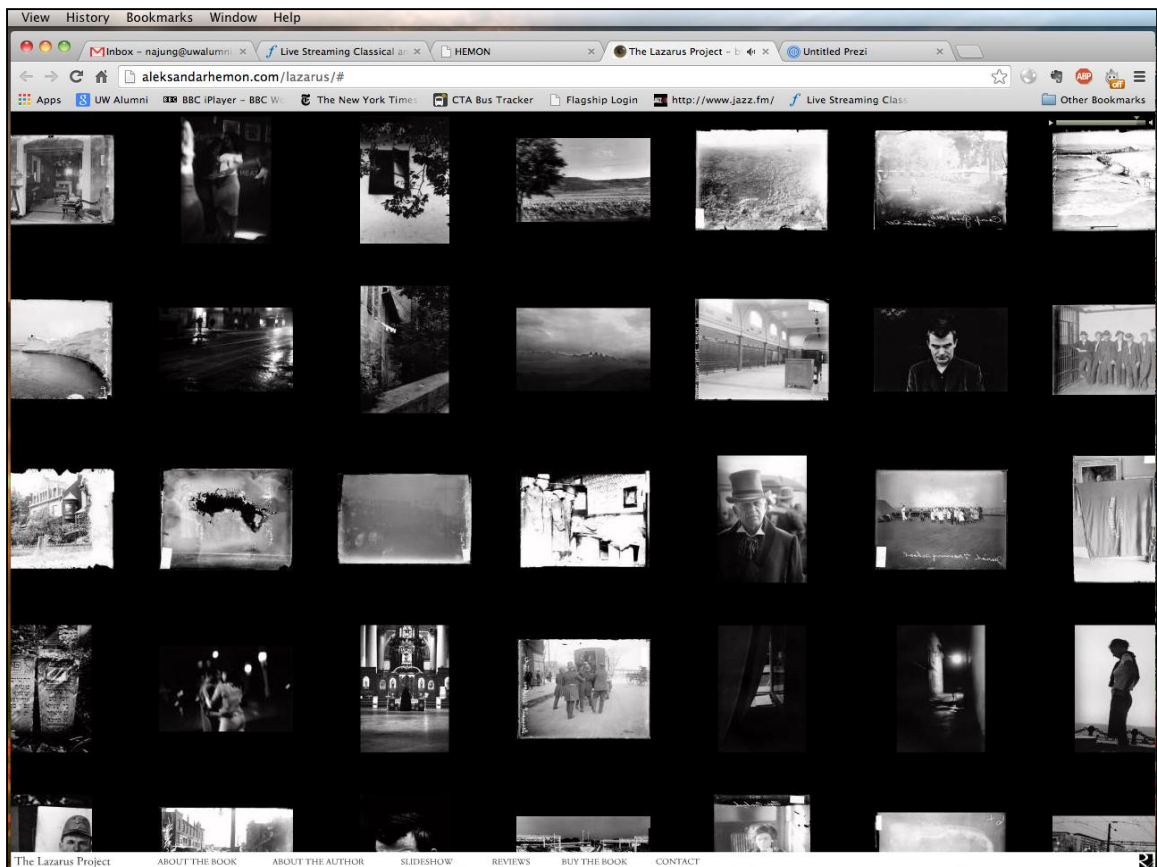 View History Bookmarks Window Help
Inbox – najung@uwalumni Live Streaming Classical an HEMON The Lazarus Project – b Untitled Prezi
aleksandarhemon.com/lazarus/#
Apps UW Alumni BBC iPlayer – BBC Wo The New York Times CTA Bus Tracker Flagship Login http://www.jazz.fm/ Live Streaming Class Other Bookmarks
ABP
off
The Lazarus Project ABOUT THE BOOK ABOUT THE AUTHOR SLIDESHOW REVIEWS BUY THE BOOK CONTACT